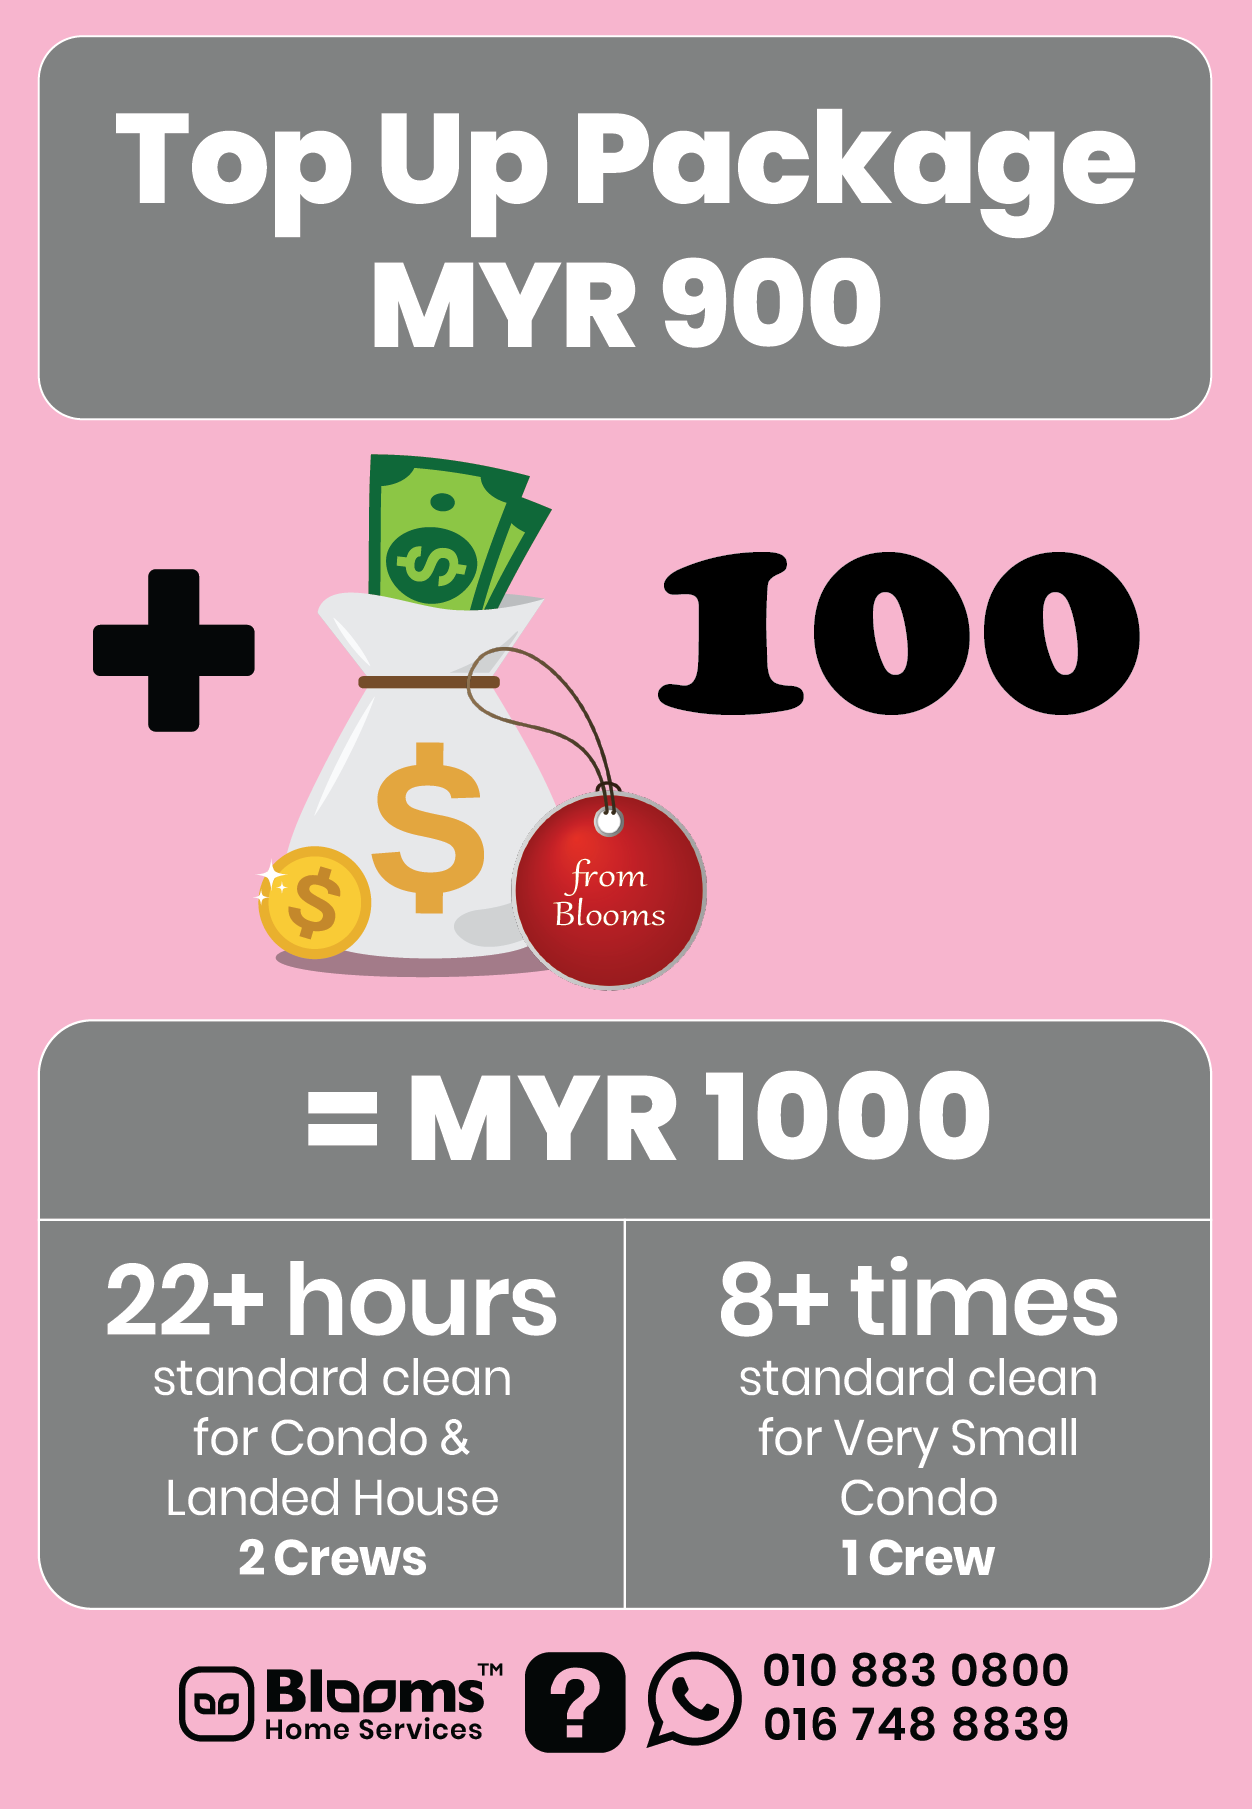 Top Up Package
MYR 900
+
100
$
$
$
from
Blooms
= MYR 1000
22+ hours
standard clean
for Condo &
Landed House
2 Crews
8+ times
standard clean
for Very Small
Condo
1 Crew
Blooms™
Home Services
?
010 883 0800
016 748 8839